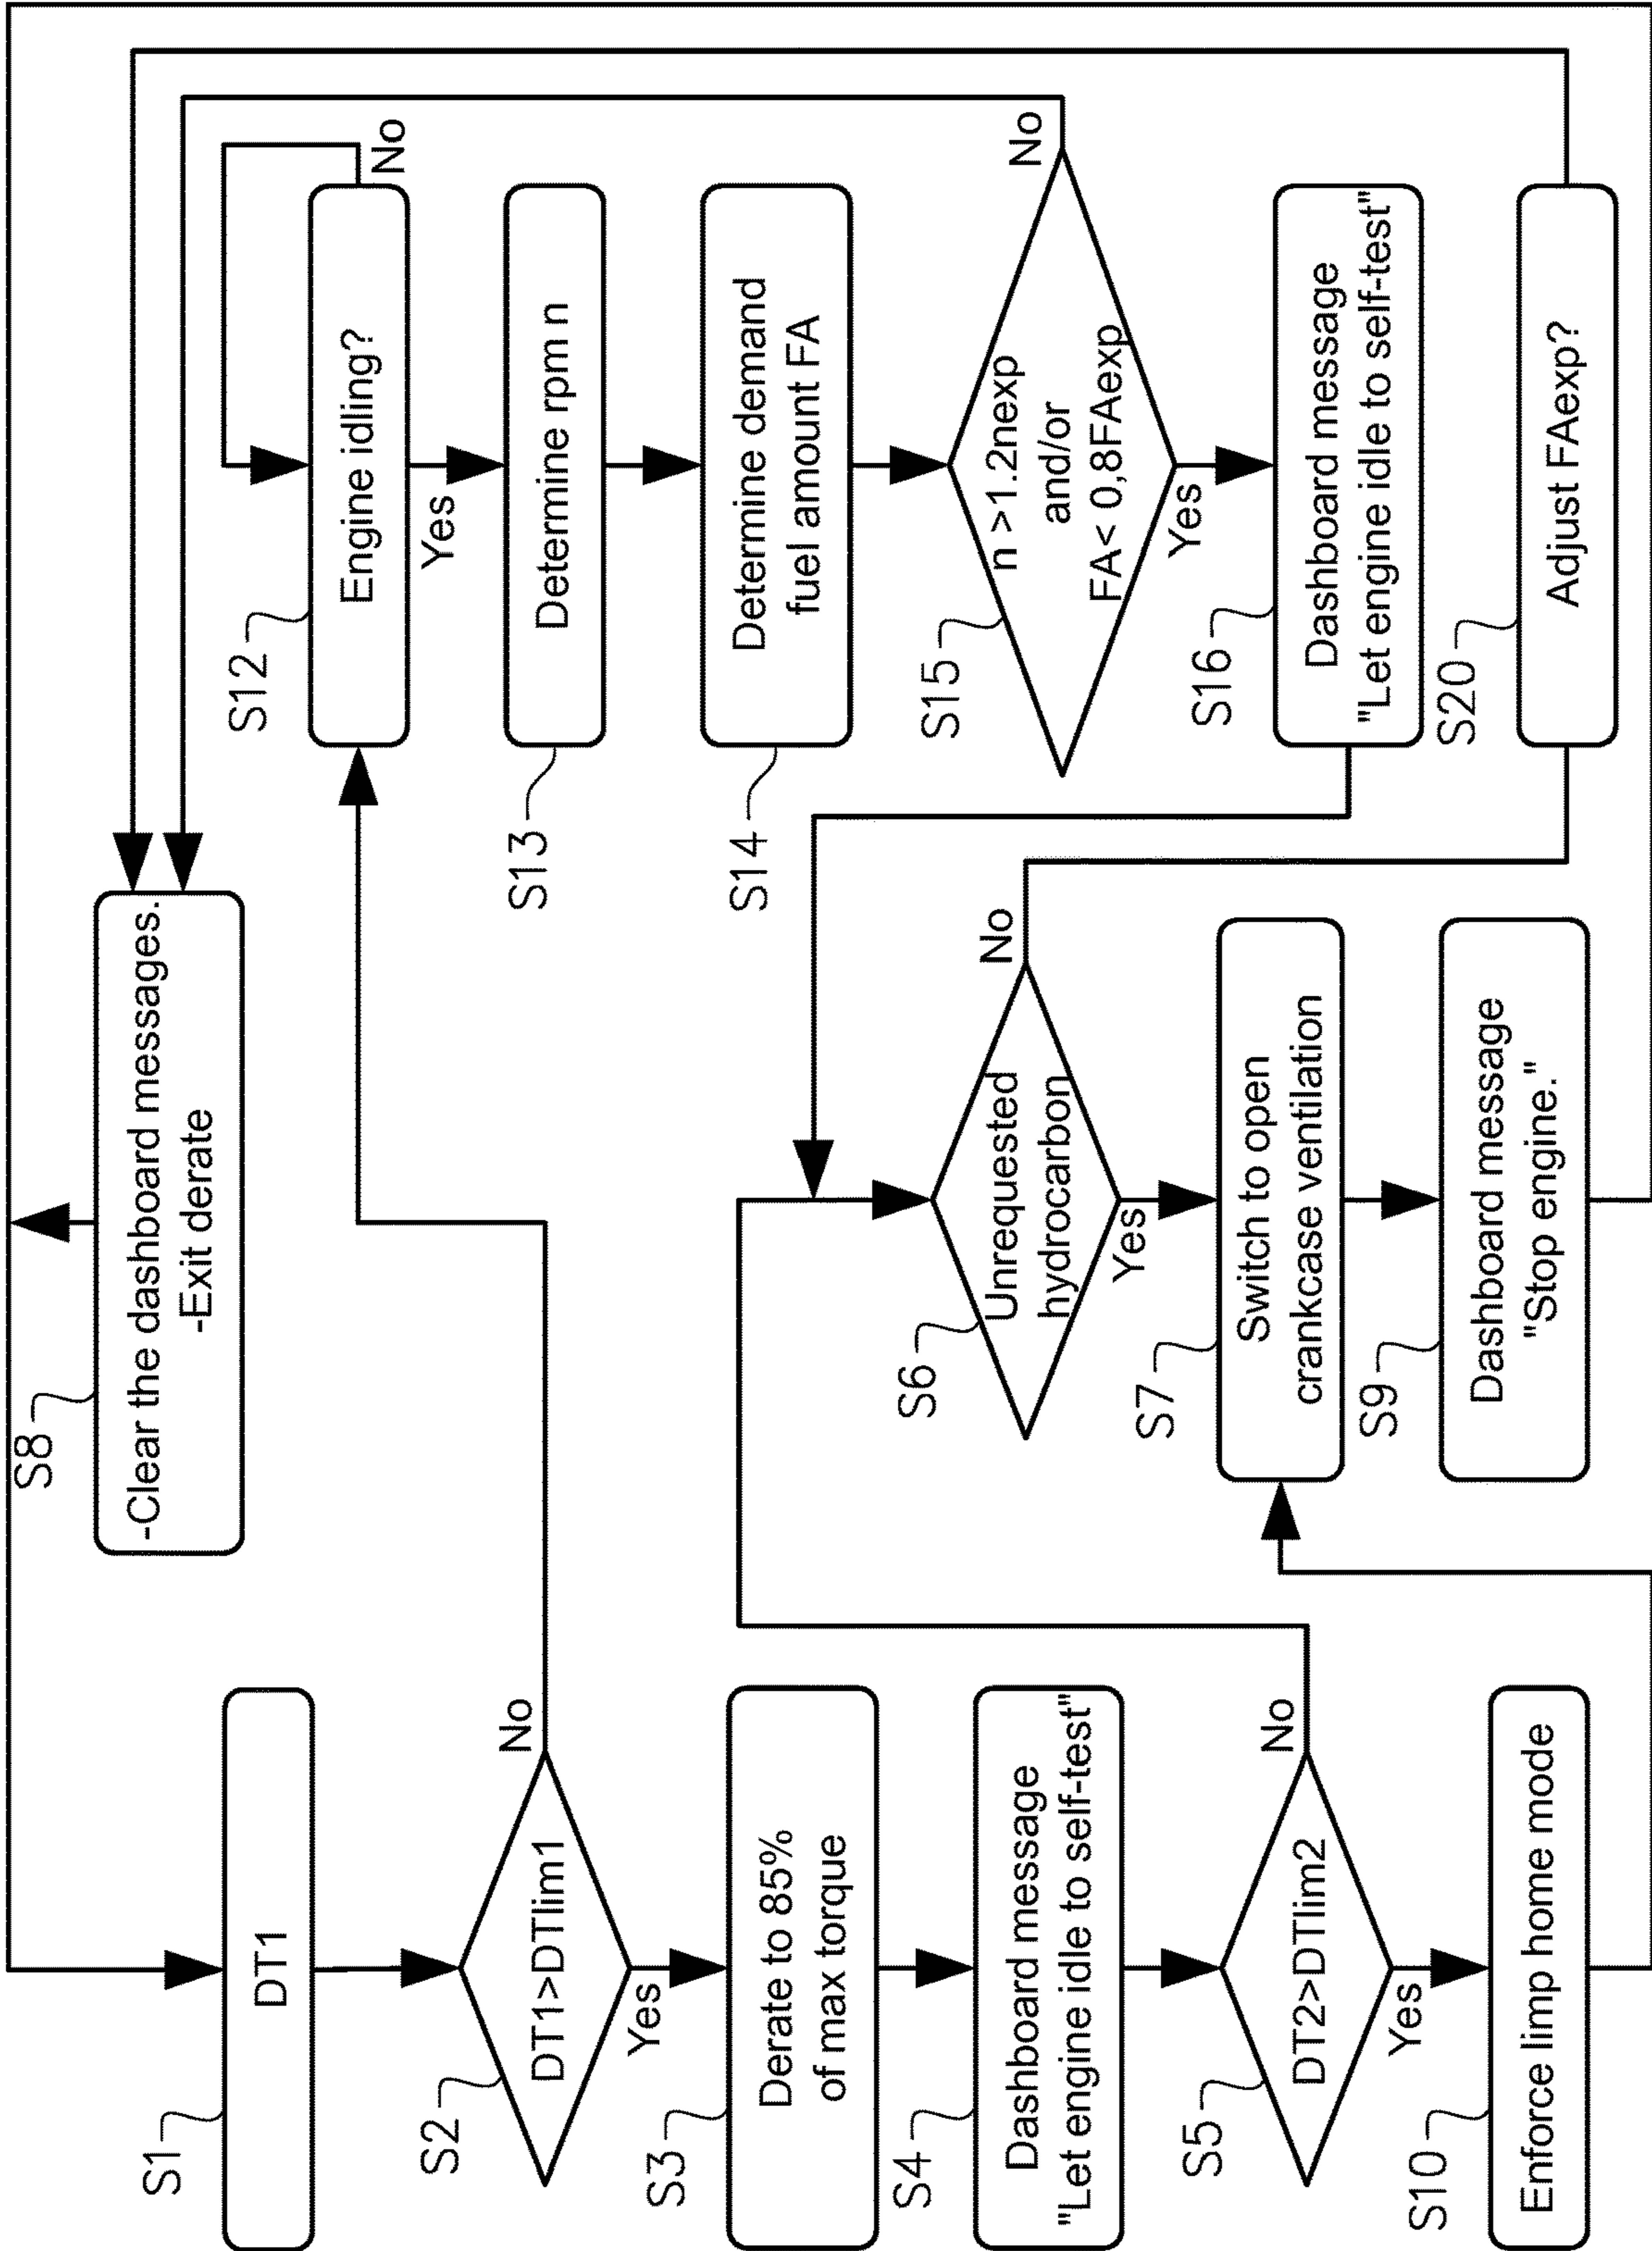 S1
DT1
S2
DT1>DTlim1
No
Yes
S3
Derate to 85%
of max torque
S4
Dashboard message
"Let engine idle to self-test"
S5
DT2>DTlim2
No
Yes
S10
Enforce limp home mode
S8
-Clear the dashboard messages.
-Exit derate
S6
Unrequested
hydrocarbon
No
Yes
S7
Switch to open
crankcase ventilation
S9
Dashboard message
"Stop engine."
S12
Engine idling?
No
Yes
S13
Determine rpm n
S14
Determine demand
fuel amount FA
S15
n >1.2nexp
and/or
FA< 0,8FAexp
No
Yes
S16
Dashboard message
"Let engine idle to self-test"
S20
Adjust FAexp?